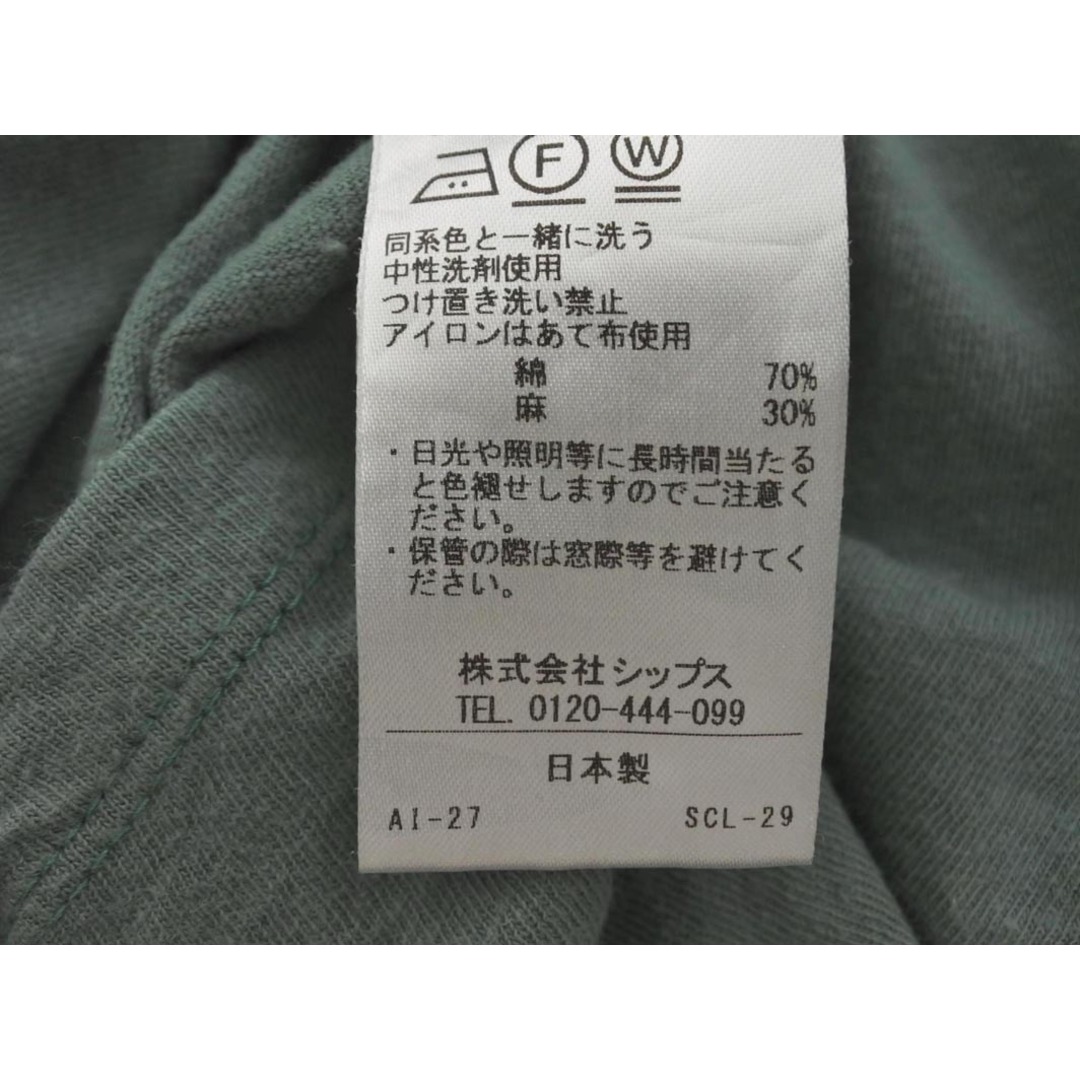 F W
同系色と一緒に洗う
中性洗剤使用
つけ置き洗い禁止
アイロンはあて布使用
綿 70%
麻 30%
・日光や照明等に長時間当たる
と色褪せしますのでご注意く
ださい。
・保管の際は窓際等を避けてく
ださい。
株式会社シップス
TEL. 0120-444-099
日本製
AI-27 SCL-29